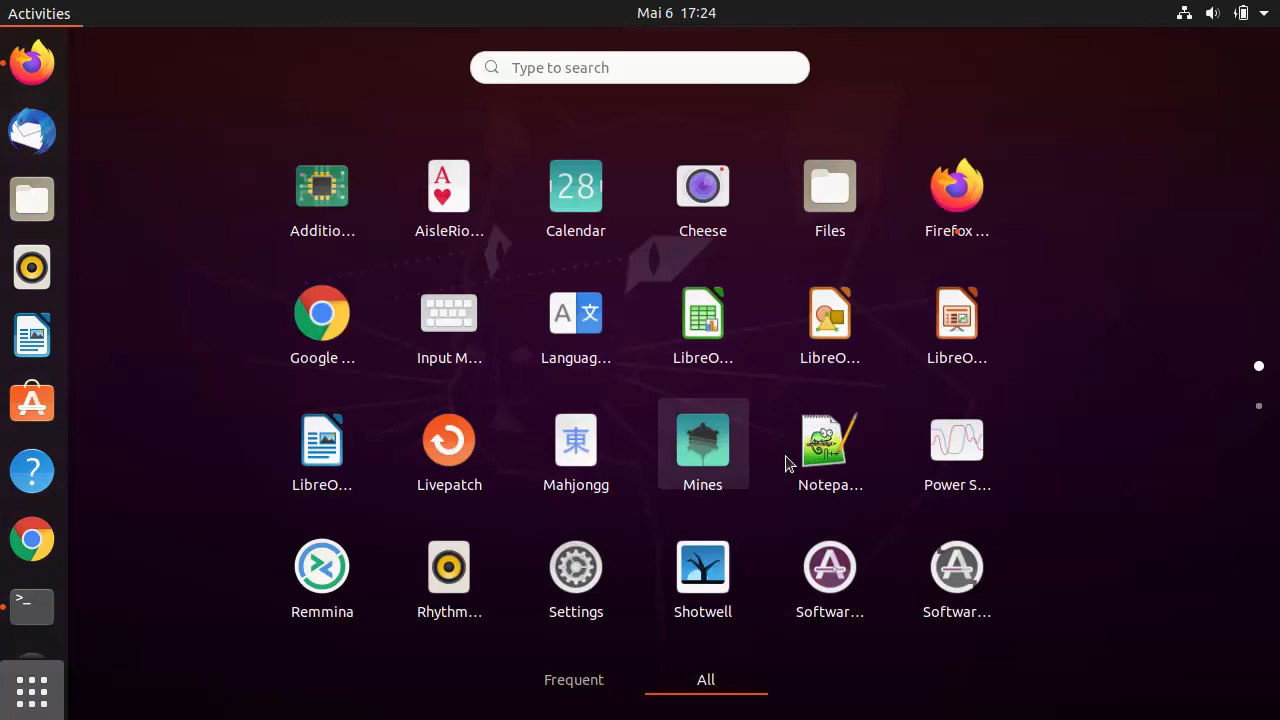 Activities
Mai 6 17:24
Type to search
Additio...
AisleRio...
Calendar
Cheese
Files
Firefox ...
Google ...
Input M...
Languag...
LibreO...
LibreO...
LibreO...
LibreO...
Livepatch
Mahjongg
Mines
Notepa...
Power S...
Remmina
Rhythm...
Settings
Shotwell
Softwar...
Softwar...
Frequent
All